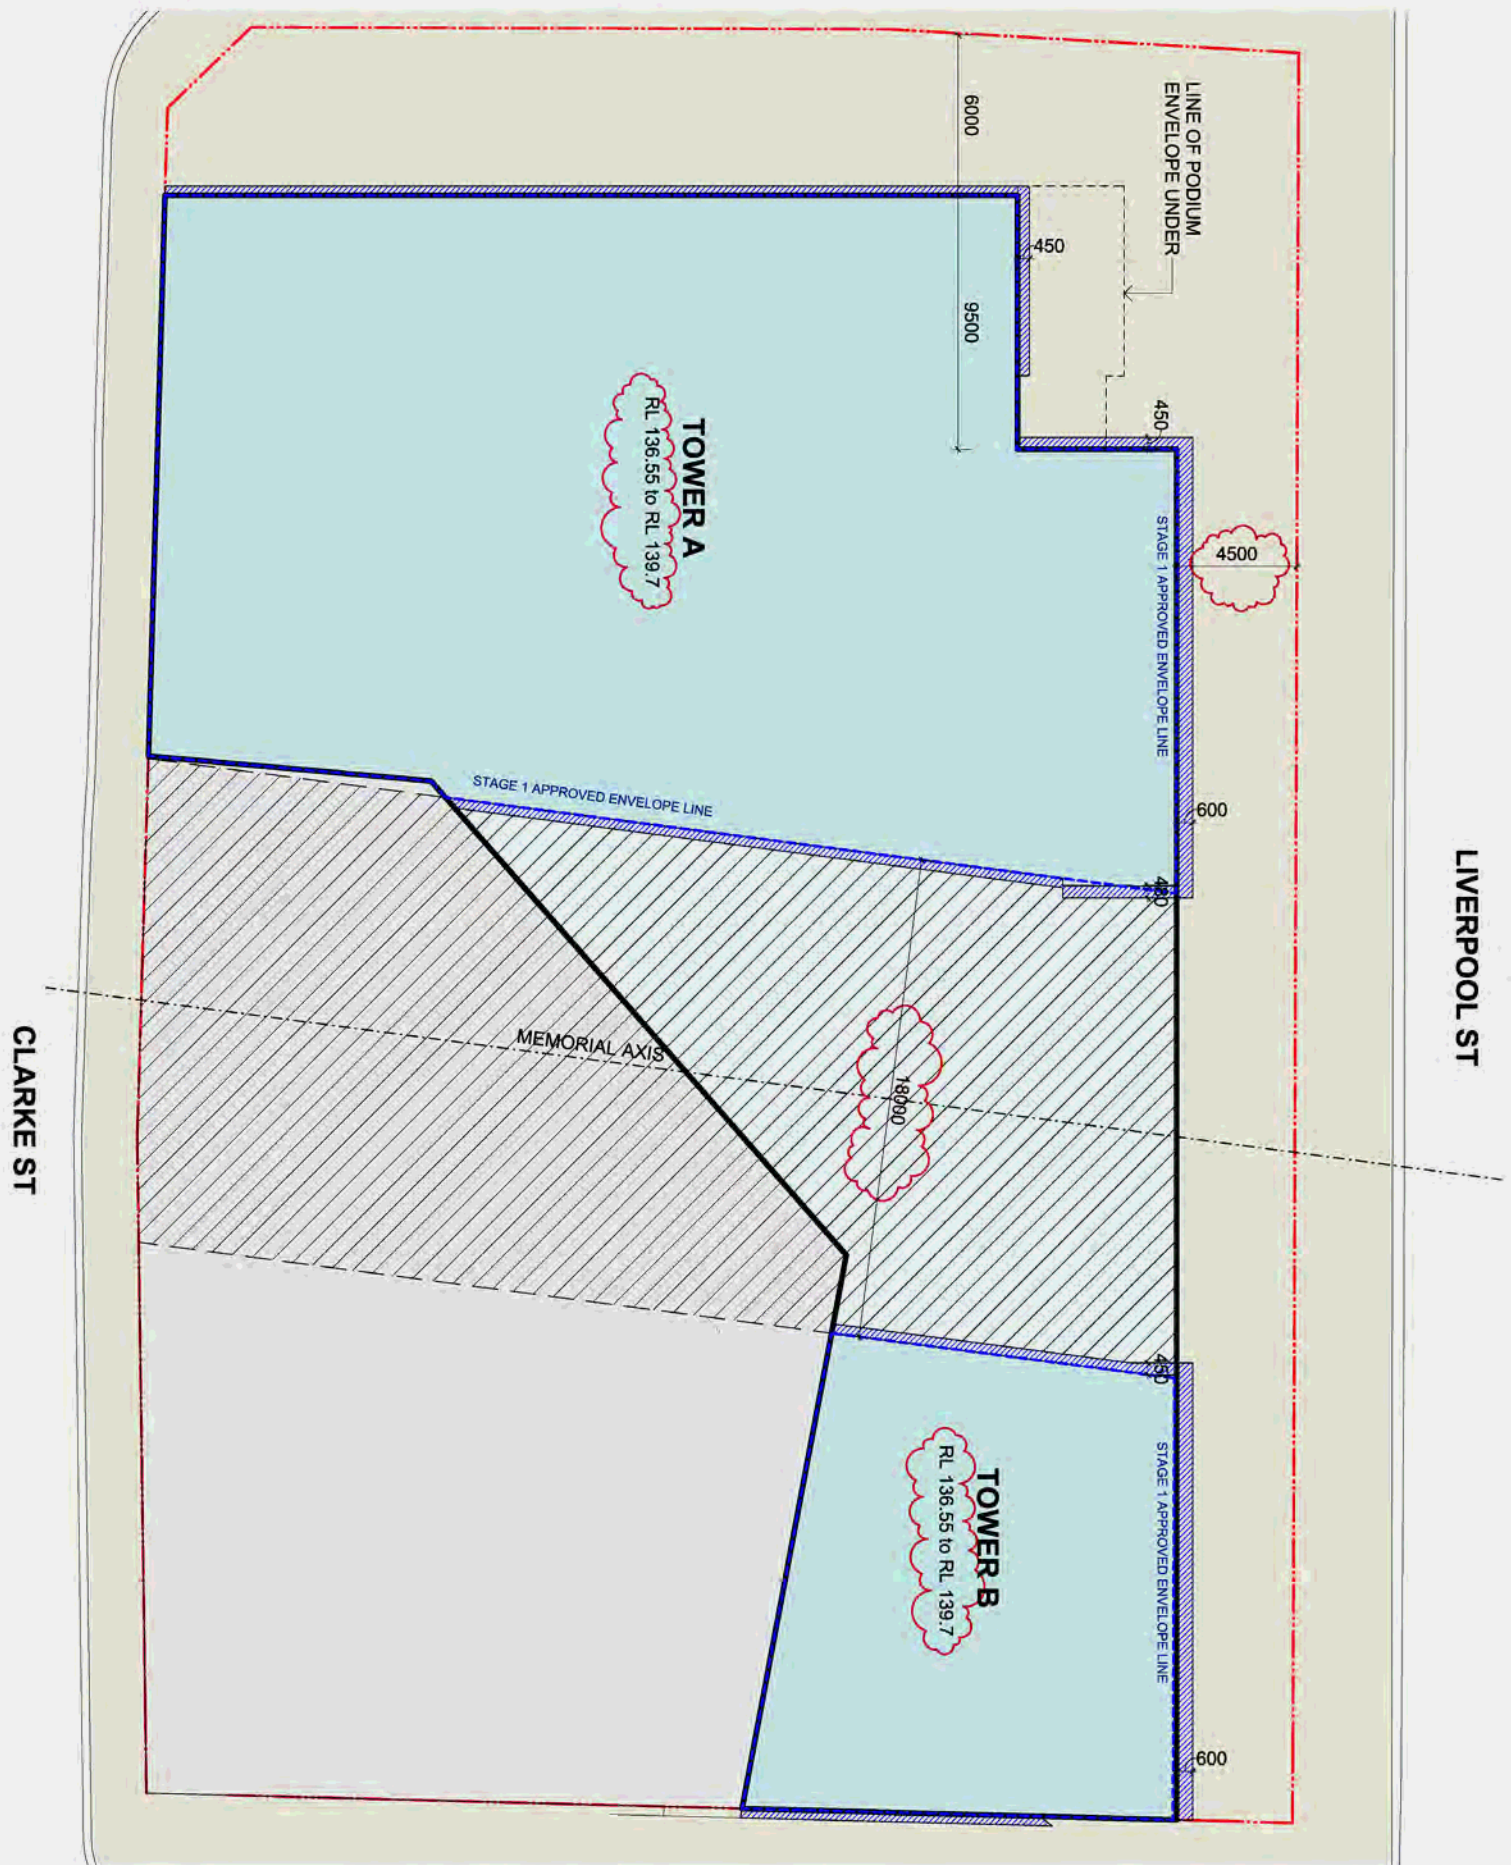 LIVERPOOL ST
LINE OF PODIUM
ENVELOPE UNDER
6000
450
9500
450
4500
STAGE 1 APPROVED ENVELOPE LINE
TOWER A
RL 136.55 to RL 139.7
600
STAGE 1 APPROVED ENVELOPE LINE
MEMORIAL AXIS
18000
450
STAGE 1 APPROVED ENVELOPE LINE
TOWER B
RL 136.55 to RL 139.7
600
CLARKE ST